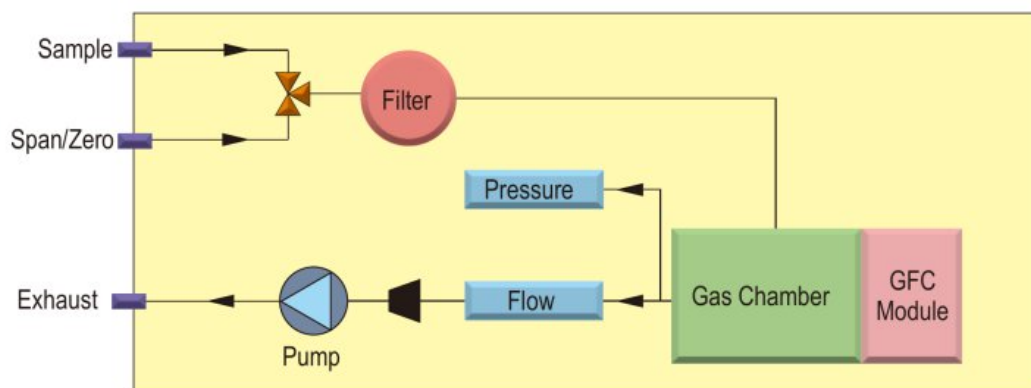 Sample
Filter
Span/Zero
Pressure
Exhaust
Flow
Gas Chamber
GFC
Module
Pump